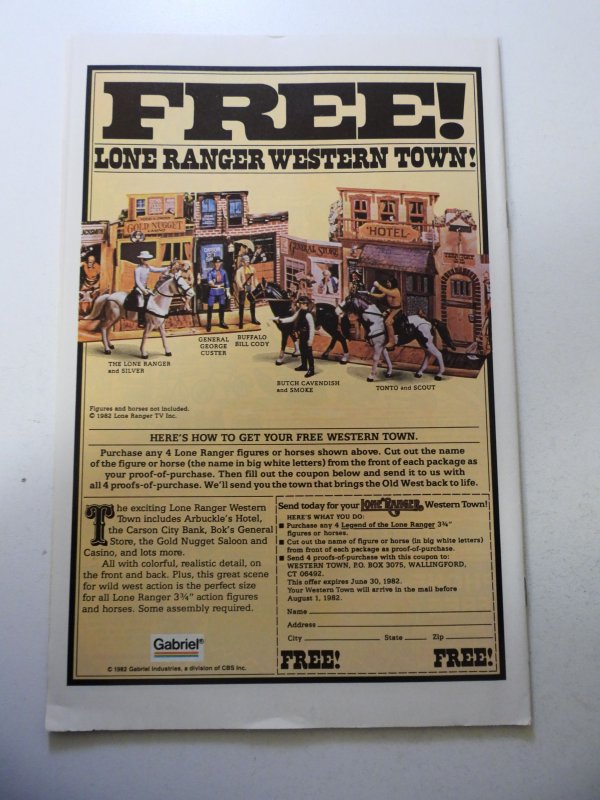 FREE!
LONE RANGER WESTERN TOWN!
GOLD NUGGET
GENERAL STORE
HOTEL
THE LONE RANGER
and SILVER
GENERAL
GEORGE
CUSTER
BUFFALO
BILL CODY
BUTCH CAVENDISH
and SMOKE
TONTO and SCOUT
Figures and horses not included.
© 1982 Lone Ranger TV Inc.
HERE'S HOW TO GET YOUR FREE WESTERN TOWN.
Purchase any 4 Lone Ranger figures or horses shown above. Cut out the name
of the figure or horse (the name in big white letters) from the front of each package as
your proof-of-purchase. Then fill out the coupon below and send it to us with
all 4 proofs-of-purchase. We'll send you the town that brings the Old West back to life.
The exciting Lone Ranger Western
Town includes Arbuckle's Hotel,
the Carson City Bank, Bok's General
Store, the Gold Nugget Saloon and
Casino, and lots more.
All with colorful, realistic detail, on
the front and back. Plus, this great scene
for wild west action is the perfect size
for all Lone Ranger 3¾" action figures
and horses. Some assembly required.
Gabriel®
© 1982 Gabriel Industries, a division of CBS Inc.
Send today for your LONE RANGER Western Town!
HERE'S WHAT YOU DO:
■ Purchase any 4 Legend of the Lone Ranger 3¾"
figures or horses.
■ Cut out the name of figure or horse (in big white letters)
from front of each package as proof-of-purchase.
■ Send 4 proofs-of-purchase with this coupon to:
WESTERN TOWN, P.O. BOX 3075, WALLINGFORD,
CT 06492.
This offer expires June 30, 1982.
Your Western Town will arrive in the mail before
August 1, 1982.
Name
Address
City State Zip
FREE! FREE!